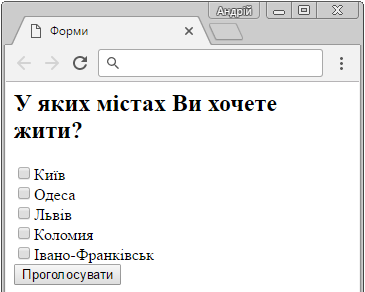 Андрій
Форми
У яких містах Ви хочете
жити?
Київ
Одеса
Львів
Коломия
Івано-Франківськ
Проголосувати